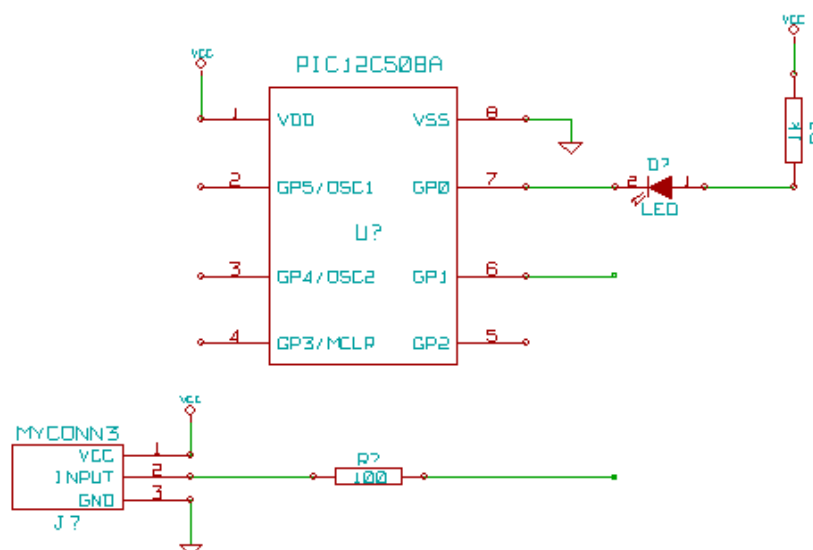 VCC
VCC
PIC12C508A
1 VDD VSS 8
1k
D?
2 GP5/OSC1 GP0 7
2 1
LED
U?
3 GP4/OSC2 GP1 6
4 GP3/MCLR GP2 5
VCC
MYCONN3
VCC 1
R?
INPUT 2
100
GND 3
J?